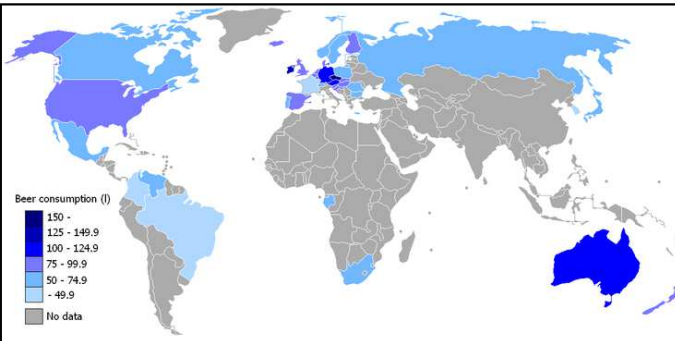 Beer consumption (l)
150 -
125 - 149.9
100 - 124.9
75 - 99.9
50 - 74.9
- 49.9
No data